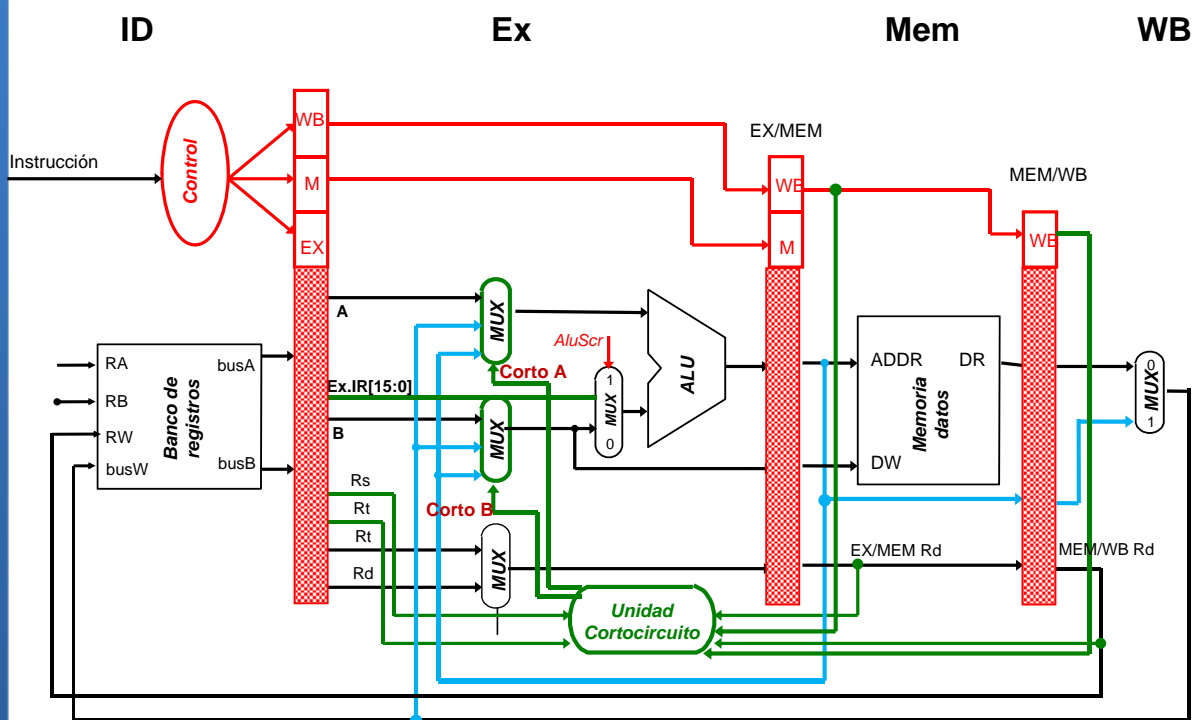 ID
Ex
Mem
WB
Instrucción
Control
WB
M
EX
EX/MEM
WB
M
MEM/WB
WB
A
MUX
AluScr
ALU
Corto A
Ex.IR[15:0]
1
MUX
0
B
MUX
RA
RB
RW
busW
Banco de
registros
busA
busB
ADDR
DR
Memoria
datos
DW
0
MUX
1
Rs
Rt
Corto B
Rt
Rd
MUX
EX/MEM Rd
MEM/WB Rd
Unidad
Cortocircuito